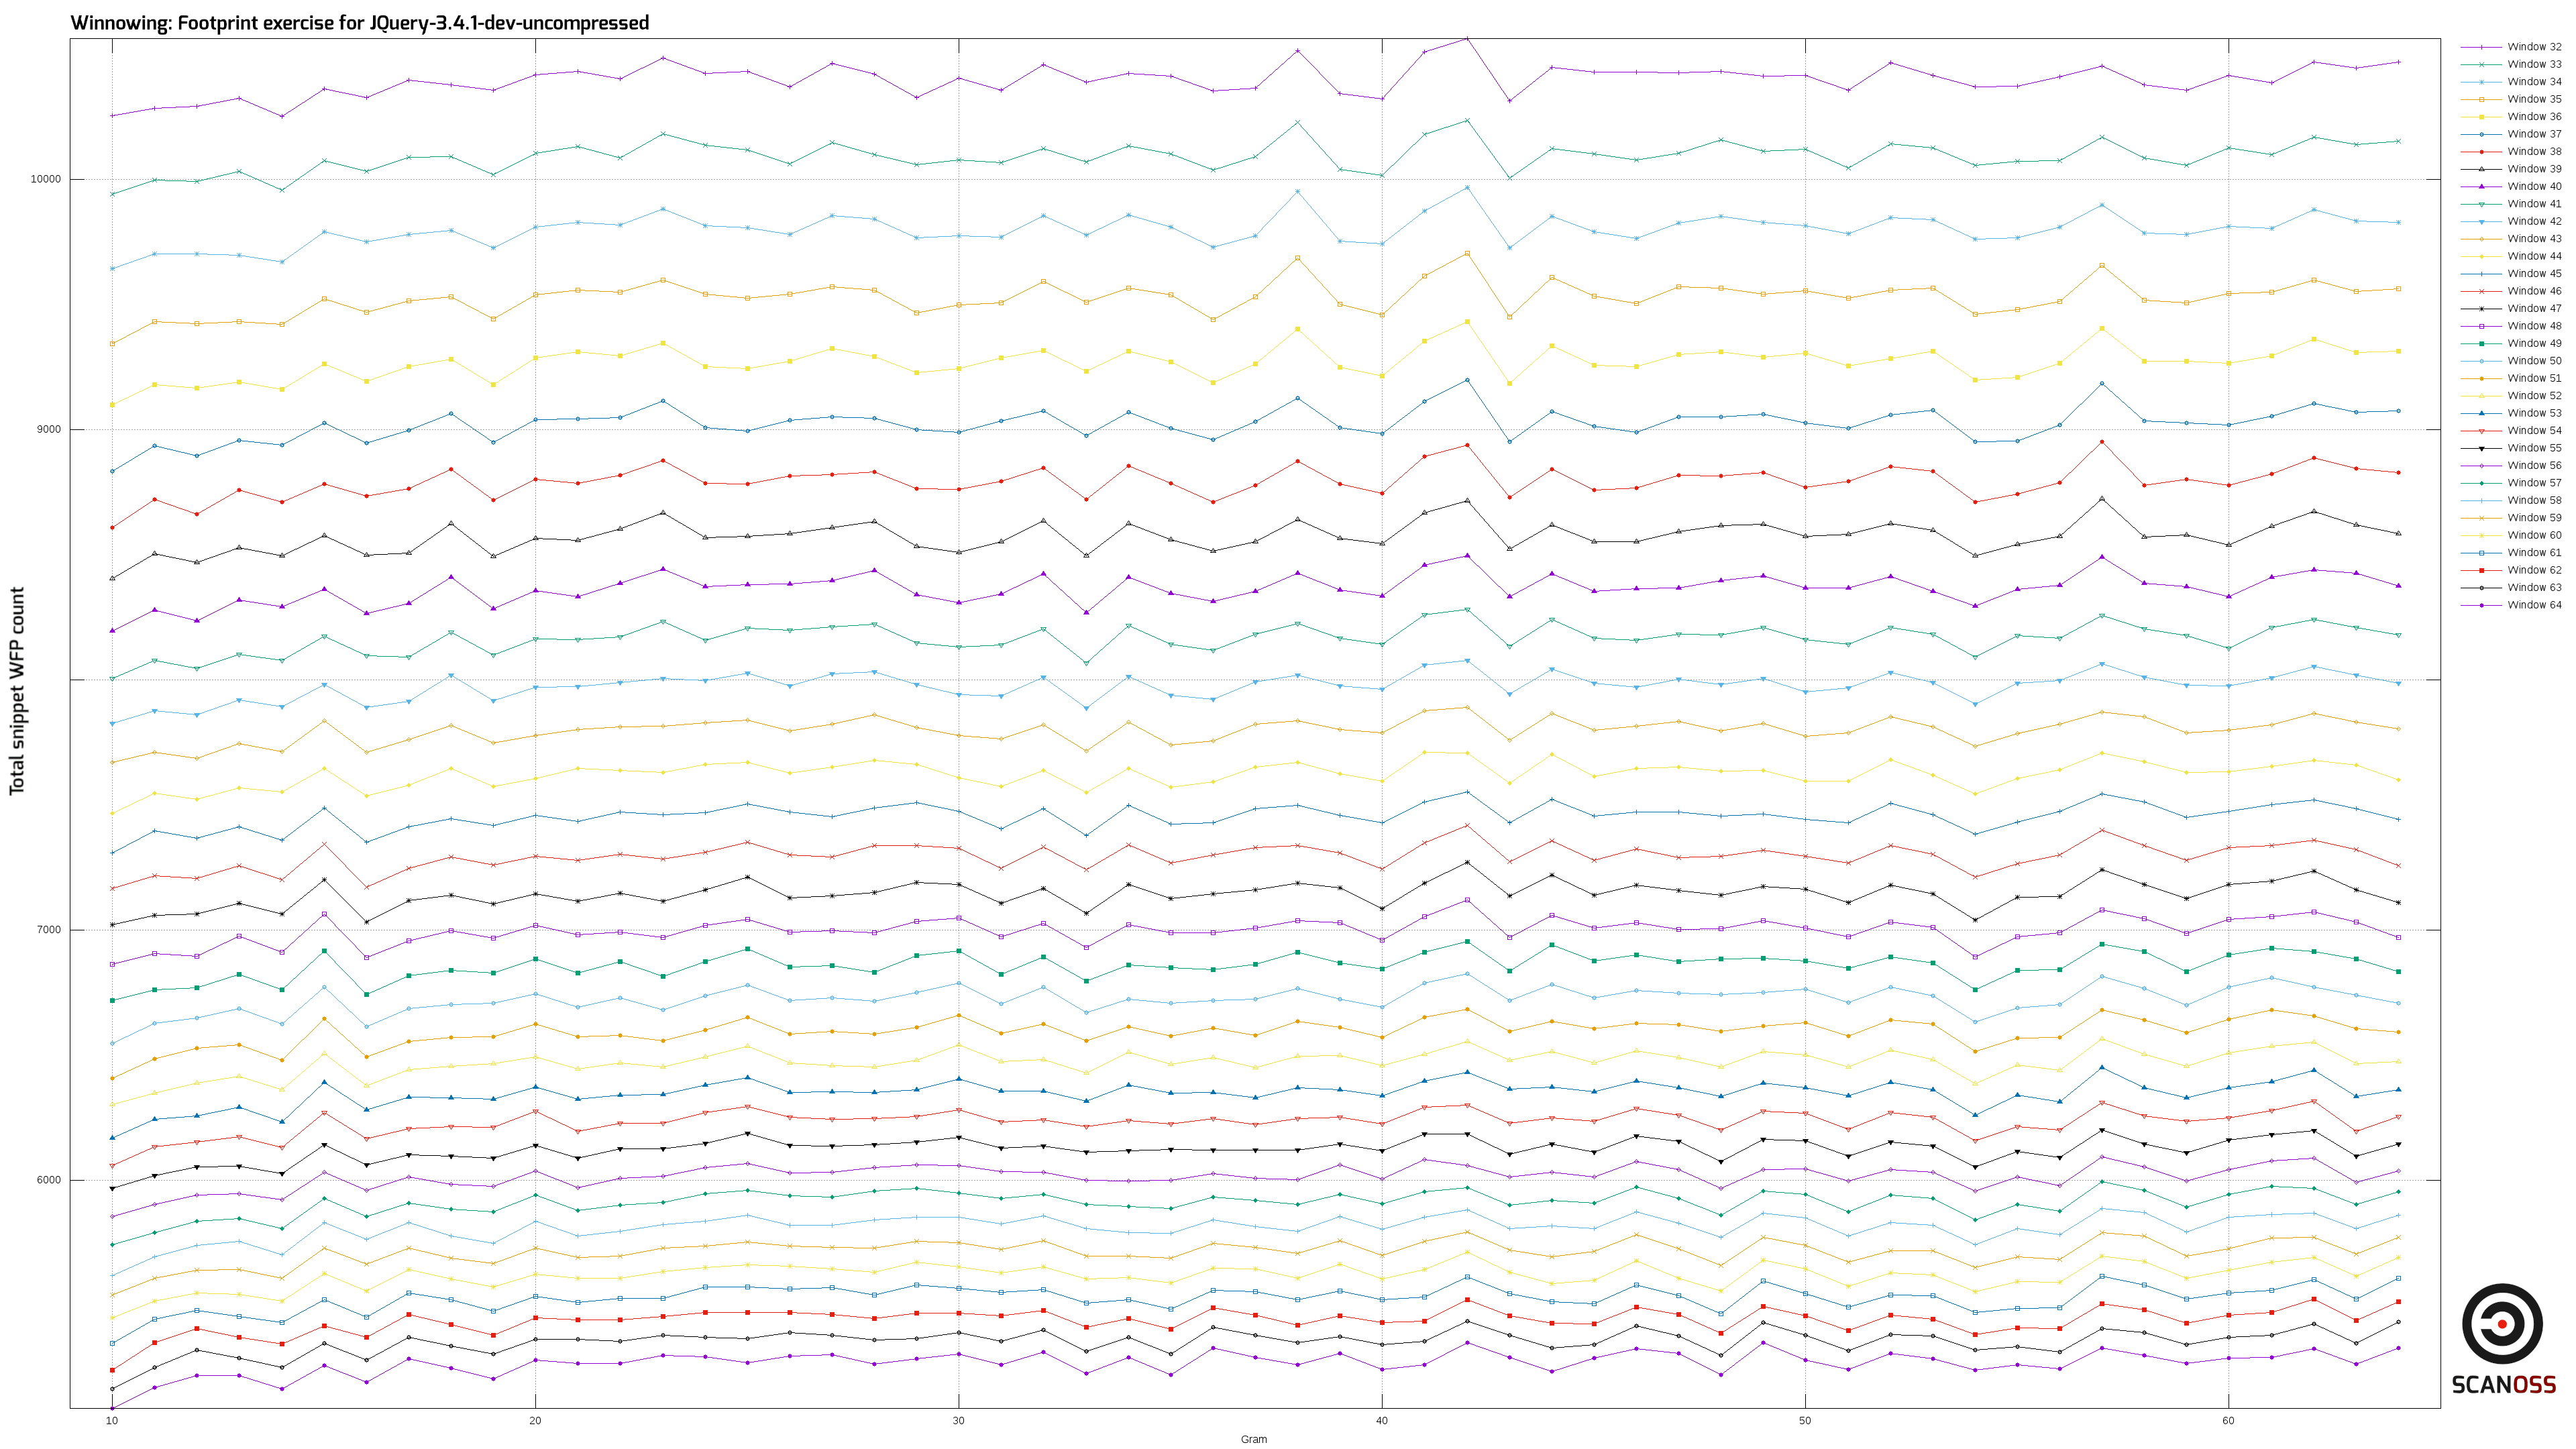 Winnowing: Footprint exercise for JQuery-3.4.1-dev-uncompressed
Total snippet WFP count
10000
9000
7000
6000
10
20
30
40
50
60
Gram
Window 32
Window 33
Window 34
Window 35
Window 36
Window 37
Window 38
Window 39
Window 40
Window 41
Window 42
Window 43
Window 44
Window 45
Window 46
Window 47
Window 48
Window 49
Window 50
Window 51
Window 52
Window 53
Window 54
Window 55
Window 56
Window 57
Window 58
Window 59
Window 60
Window 61
Window 62
Window 63
Window 64
SCANOSS